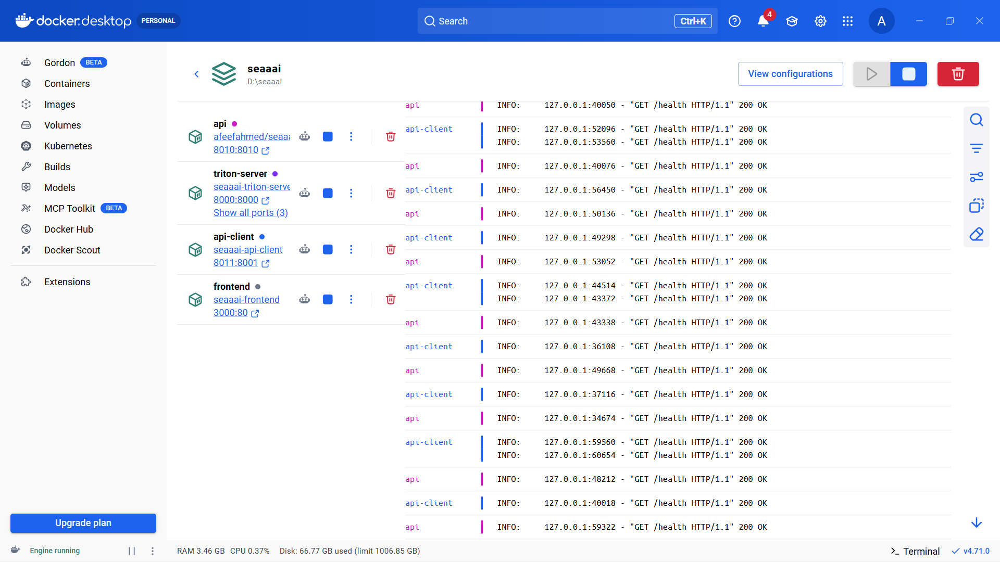 docker.desktop PERSONAL
Search Ctrl+K
4
A
Gordon BETA
Containers
Images
Volumes
Kubernetes
Builds
Models
MCP Toolkit BETA
Docker Hub
Docker Scout
Extensions
Upgrade plan
seaaai
D:\seaaai
View configurations
api
afeefahmed/seaaa
8010:8010
triton-server
seaaai-triton-serve
8000:8000
Show all ports (3)
api-client
seaaai-api-client
8011:8001
frontend
seaaai-frontend
3000:80
api INFO: 127.0.0.1:40050 - "GET /health HTTP/1.1" 200 OK
api-client INFO: 127.0.0.1:52096 - "GET /health HTTP/1.1" 200 OK
INFO: 127.0.0.1:53560 - "GET /health HTTP/1.1" 200 OK
api INFO: 127.0.0.1:40076 - "GET /health HTTP/1.1" 200 OK
api-client INFO: 127.0.0.1:56450 - "GET /health HTTP/1.1" 200 OK
api INFO: 127.0.0.1:50136 - "GET /health HTTP/1.1" 200 OK
api-client INFO: 127.0.0.1:49298 - "GET /health HTTP/1.1" 200 OK
api INFO: 127.0.0.1:53052 - "GET /health HTTP/1.1" 200 OK
api-client INFO: 127.0.0.1:44514 - "GET /health HTTP/1.1" 200 OK
INFO: 127.0.0.1:43372 - "GET /health HTTP/1.1" 200 OK
api INFO: 127.0.0.1:43338 - "GET /health HTTP/1.1" 200 OK
api-client INFO: 127.0.0.1:36108 - "GET /health HTTP/1.1" 200 OK
api INFO: 127.0.0.1:49668 - "GET /health HTTP/1.1" 200 OK
api-client INFO: 127.0.0.1:37116 - "GET /health HTTP/1.1" 200 OK
api INFO: 127.0.0.1:34674 - "GET /health HTTP/1.1" 200 OK
api-client INFO: 127.0.0.1:59560 - "GET /health HTTP/1.1" 200 OK
INFO: 127.0.0.1:60654 - "GET /health HTTP/1.1" 200 OK
api INFO: 127.0.0.1:48212 - "GET /health HTTP/1.1" 200 OK
api-client INFO: 127.0.0.1:40018 - "GET /health HTTP/1.1" 200 OK
api INFO: 127.0.0.1:59322 - "GET /health HTTP/1.1" 200 OK
Engine running
RAM 3.46 GB CPU 0.37% Disk: 66.77 GB used (limit 1006.85 GB)
Terminal
v4.71.0